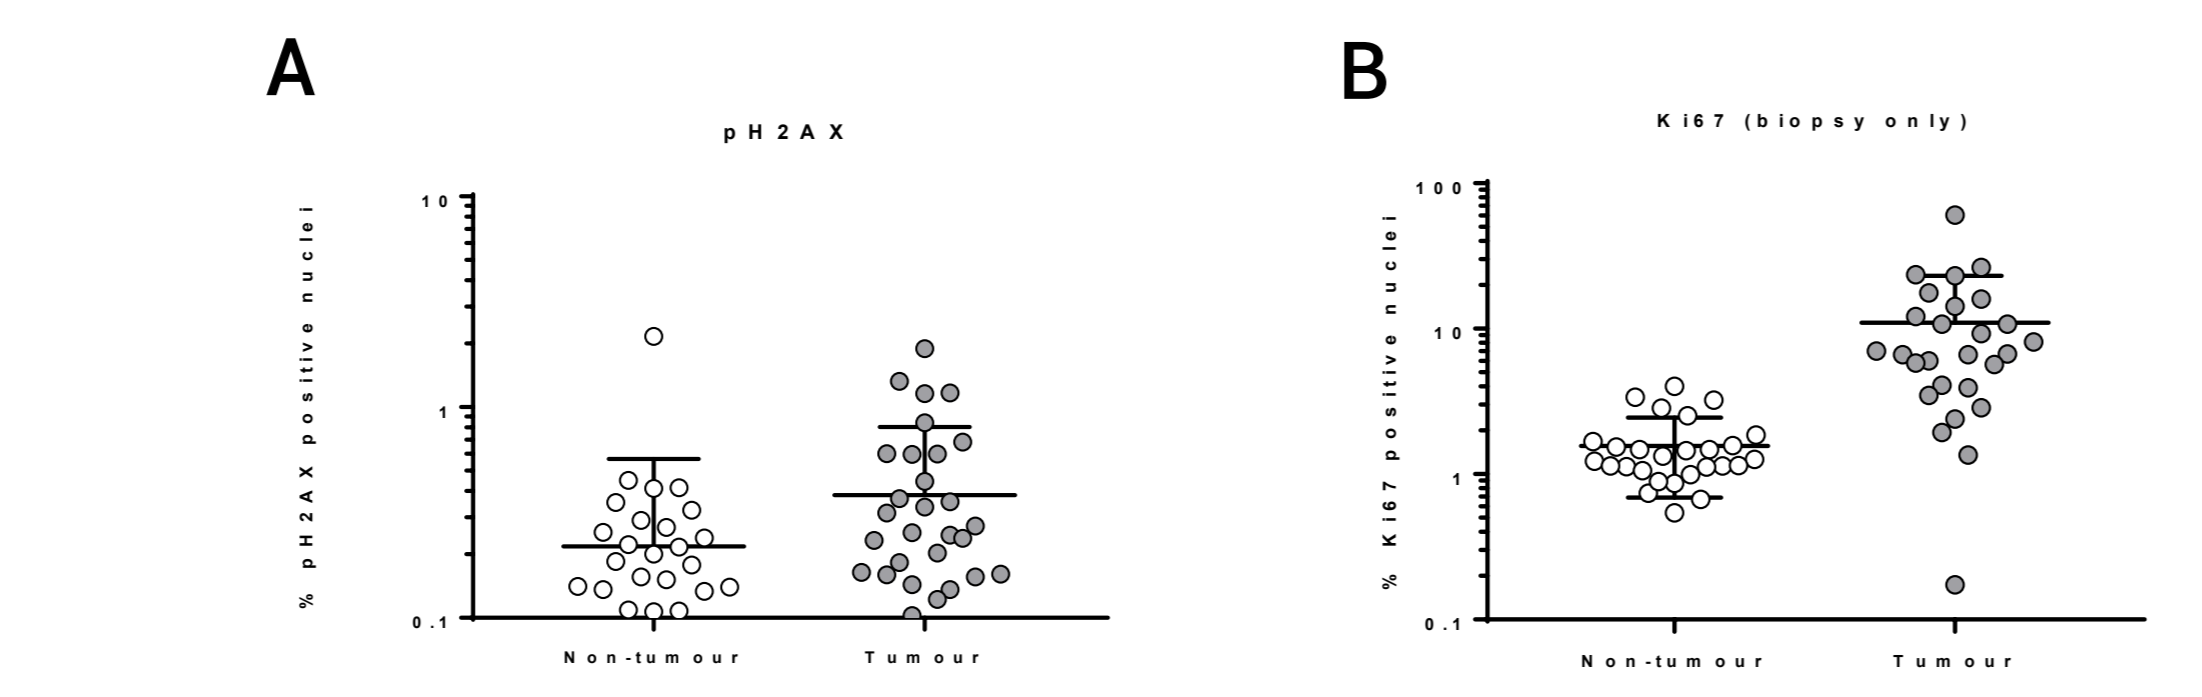 A
pH2AX
% pH2AX positive nuclei
10
1
0.1
Non-tumour
Tumour
B
Ki67 (biopsy only)
% Ki67 positive nuclei
100
10
1
0.1
Non-tumour
Tumour